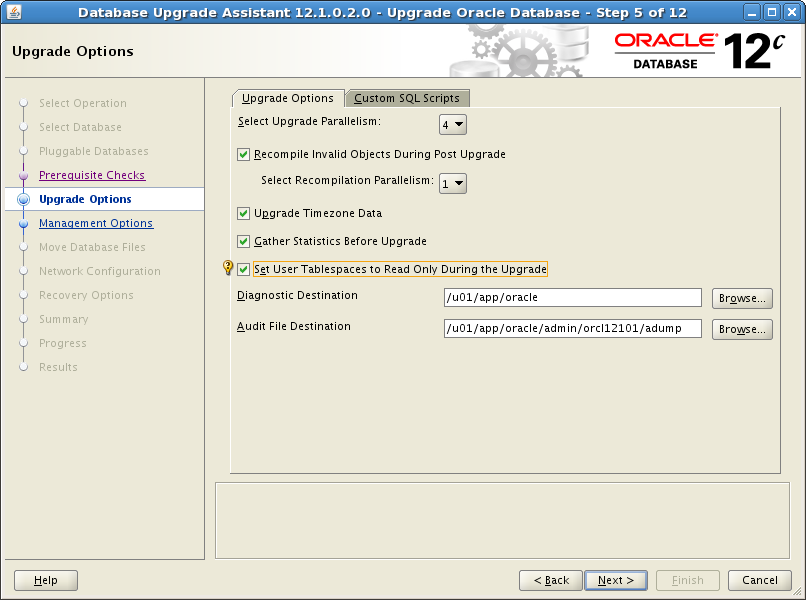 Database Upgrade Assistant 12.1.0.2.0 - Upgrade Oracle Database - Step 5 of 12
Upgrade Options
ORACLE® 12c
DATABASE
Select Operation
Select Database
Pluggable Databases
Prerequisite Checks
Upgrade Options
Management Options
Move Database Files
Network Configuration
Recovery Options
Summary
Progress
Results
Upgrade Options Custom SQL Scripts
Select Upgrade Parallelism: 4
Recompile Invalid Objects During Post Upgrade
Select Recompilation Parallelism: 1
Upgrade Timezone Data
Gather Statistics Before Upgrade
Set User Tablespaces to Read Only During the Upgrade
Diagnostic Destination /u01/app/oracle Browse...
Audit File Destination /u01/app/oracle/admin/orcl12101/adump Browse...
Help < Back Next > Finish Cancel